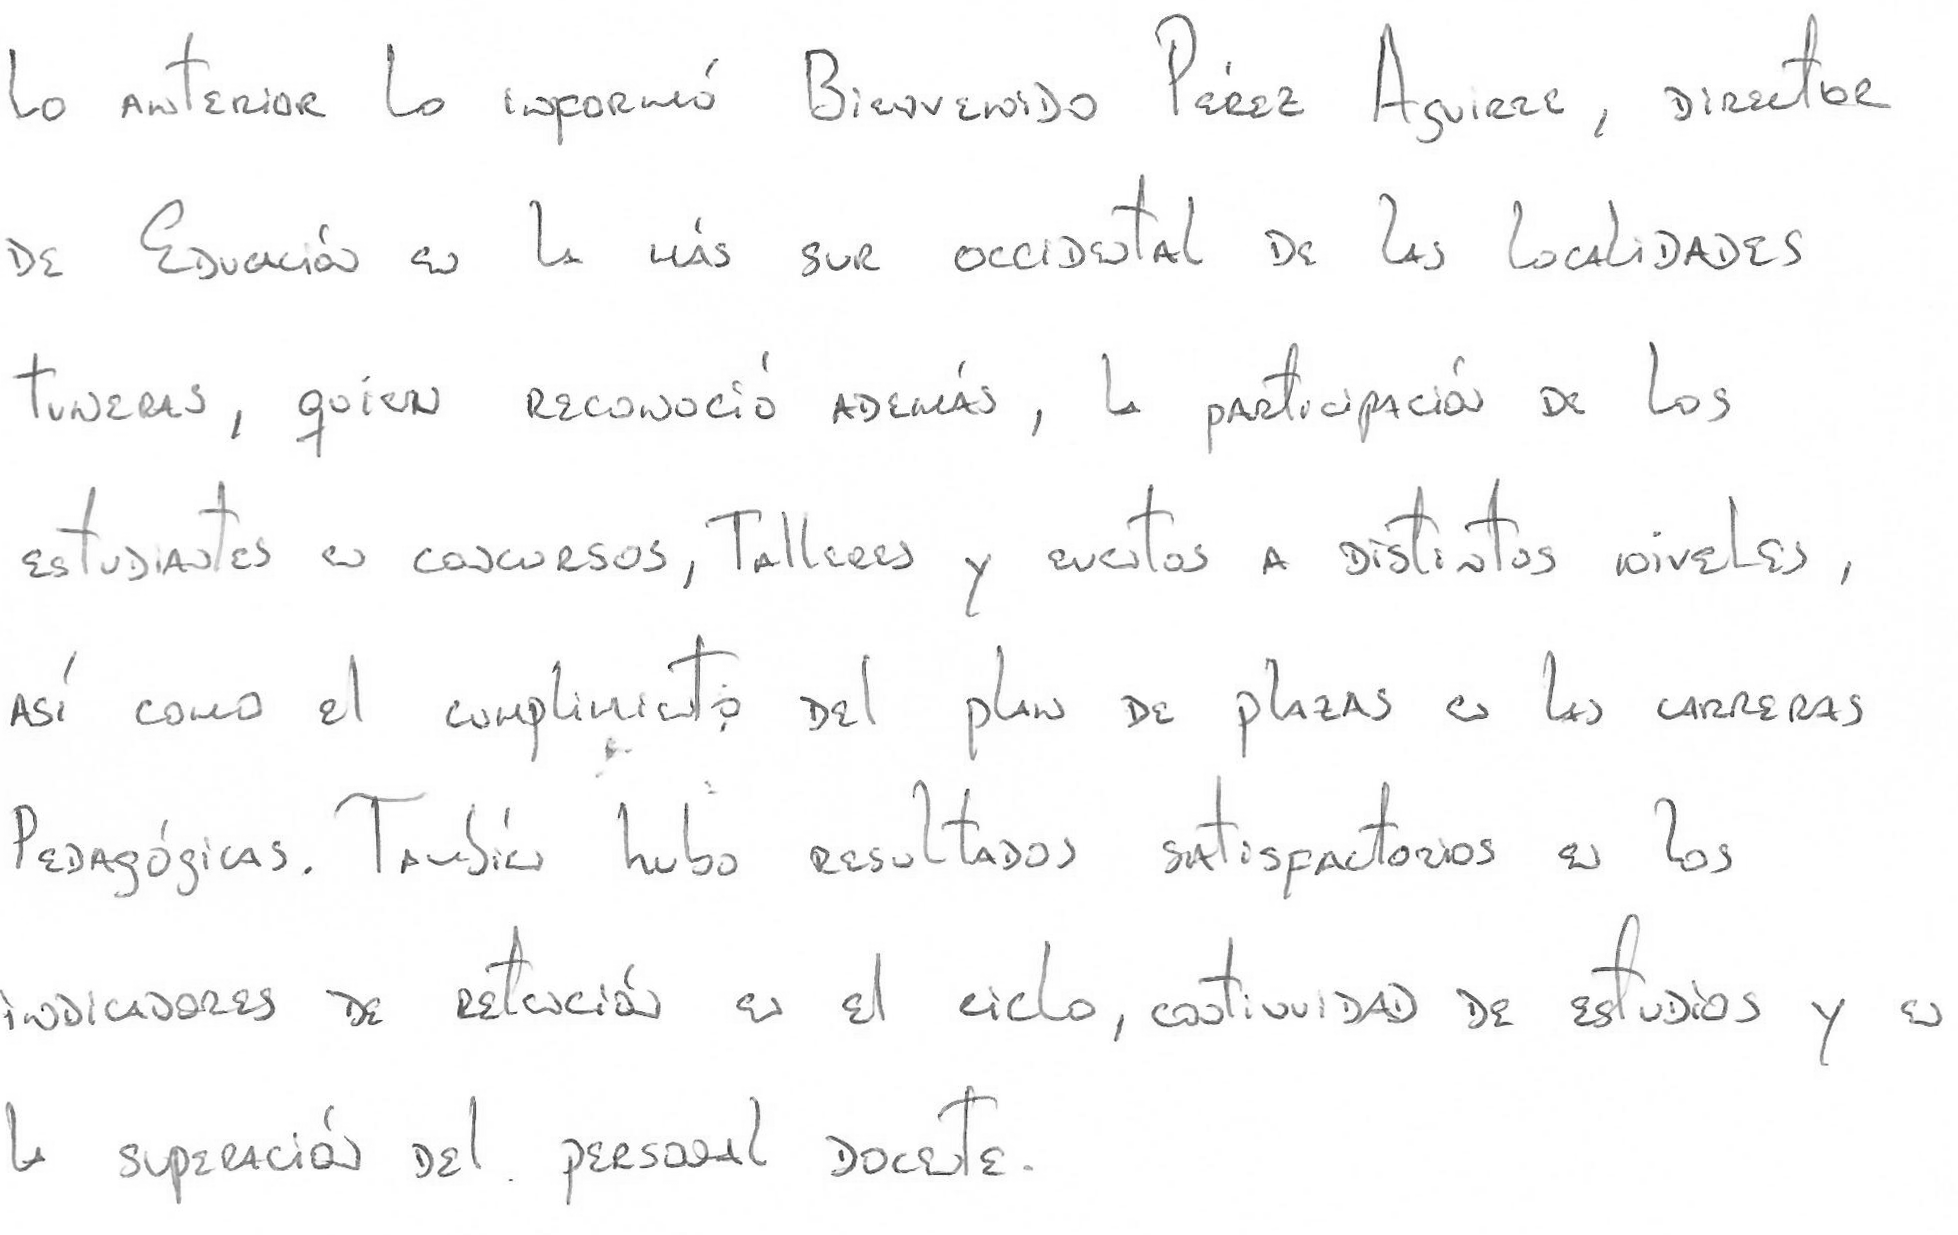 Lo anterior lo informó Bienvenido Pérez Aguirre, director
de Educación en la más sur occidental de las localidades
tuneras, quien reconoció además, la participación de los
estudiantes en concursos, Talleres y eventos a distintos niveles,
así como el cumplimiento del plan de plazas en las carreras
Pedagógicas. También hubo resultados satisfactorios en los
indicadores de retención en el ciclo, continuidad de estudios y en
la superación del personal docente.